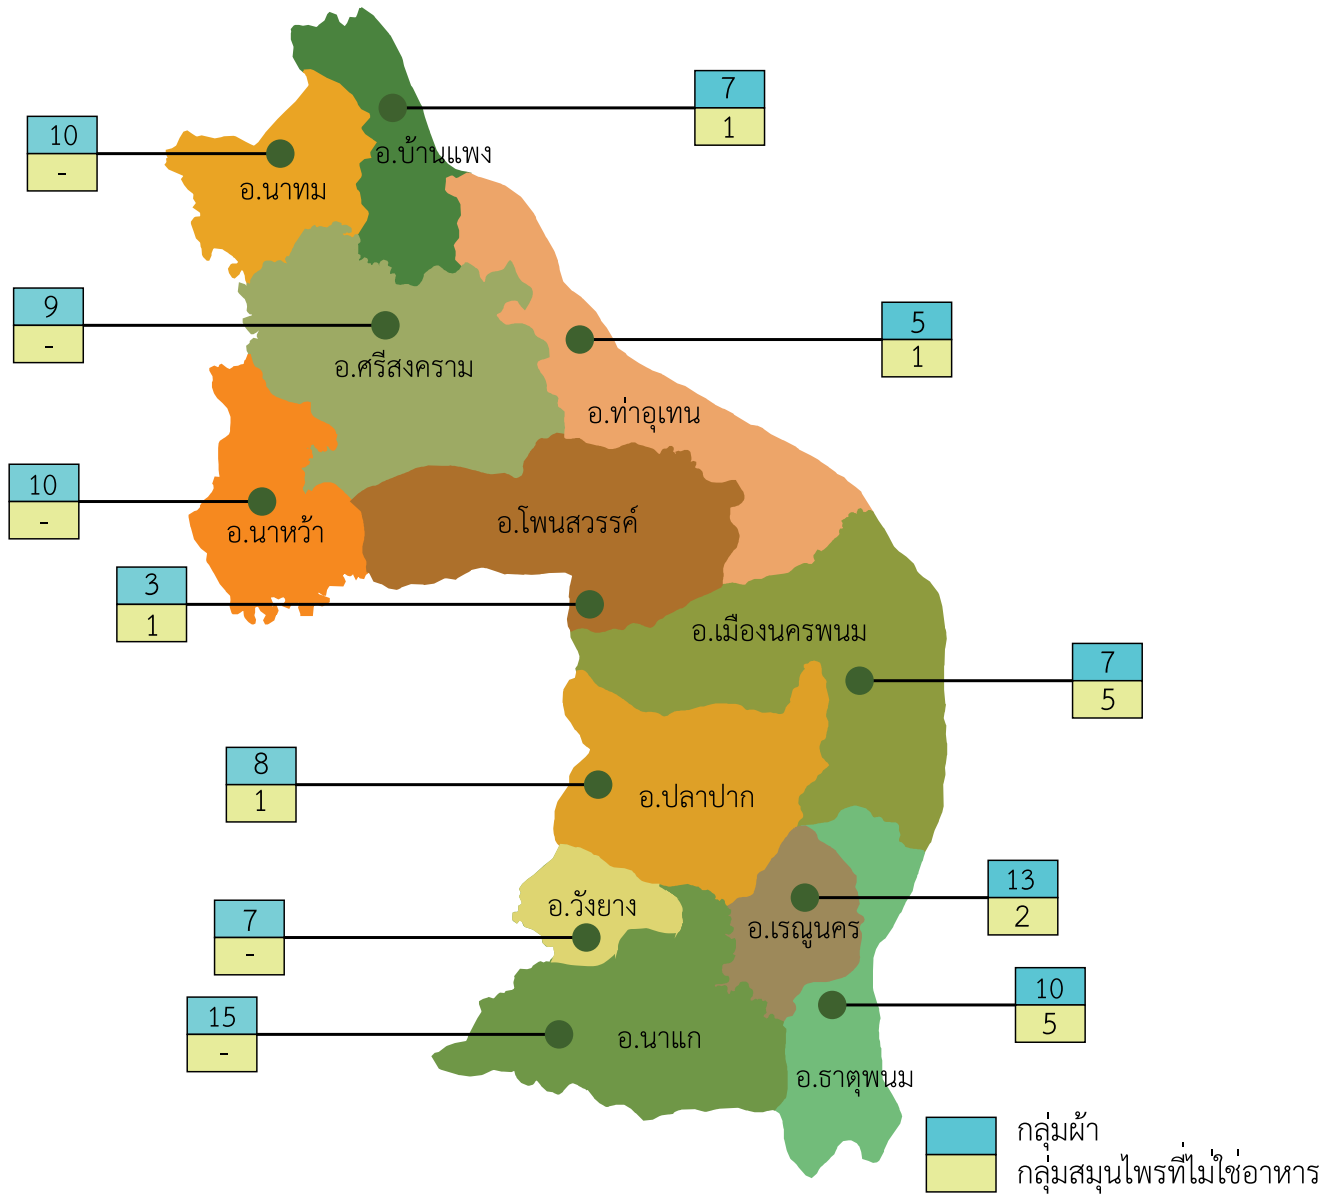 7
1
อ.บ้านแพง
10
-
อ.นาทม
9
-
อ.ศรีสงคราม
5
1
อ.ท่าอุเทน
10
-
อ.นาหว้า
อ.โพนสวรรค์
3
1
อ.เมืองนครพนม
7
5
8
1
อ.ปลาปาก
13
2
อ.เรณูนคร
อ.วังยาง
7
-
10
5
15
-
อ.นาแก
อ.ธาตุพนม
กลุ่มผ้า
กลุ่มสมุนไพรที่ไม่ใช่อาหาร